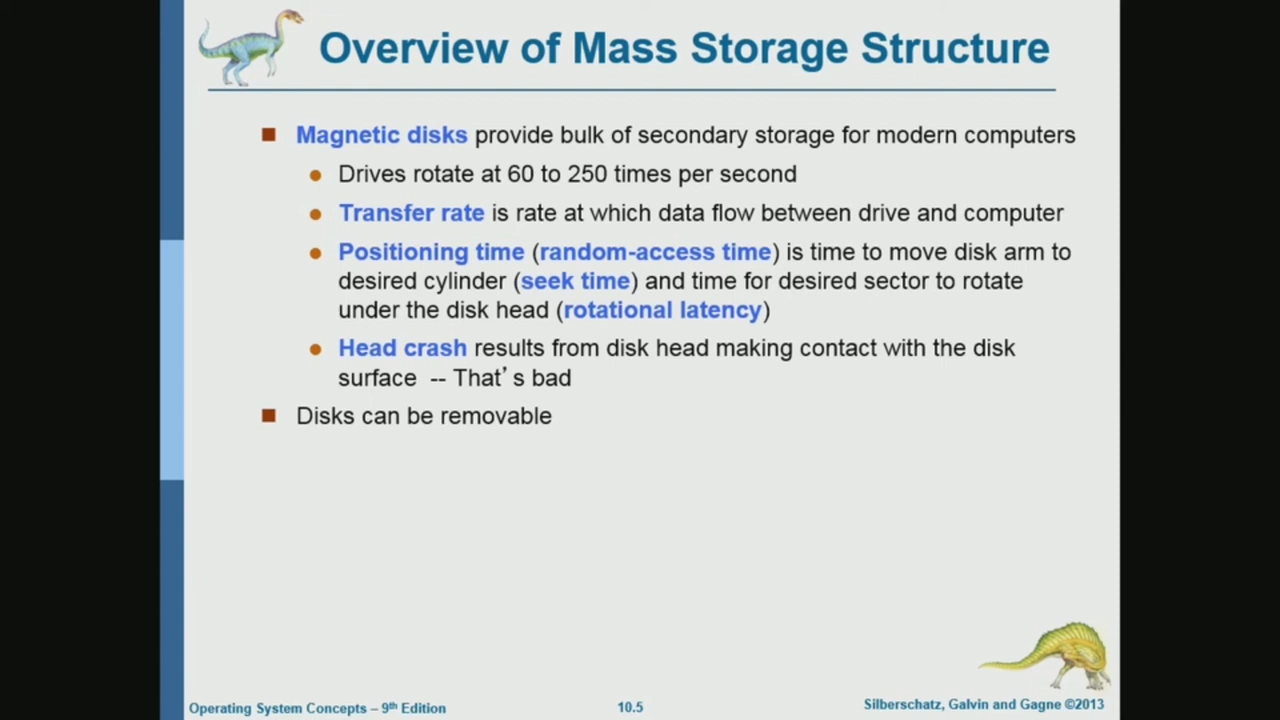 Overview of Mass Storage Structure
Magnetic disks provide bulk of secondary storage for modern computers
Drives rotate at 60 to 250 times per second
Transfer rate is rate at which data flow between drive and computer
Positioning time (random-access time) is time to move disk arm to
desired cylinder (seek time) and time for desired sector to rotate
under the disk head (rotational latency)
Head crash results from disk head making contact with the disk
surface -- That’s bad
Disks can be removable
Operating System Concepts – 9th Edition
10.5
Silberschatz, Galvin and Gagne ©2013